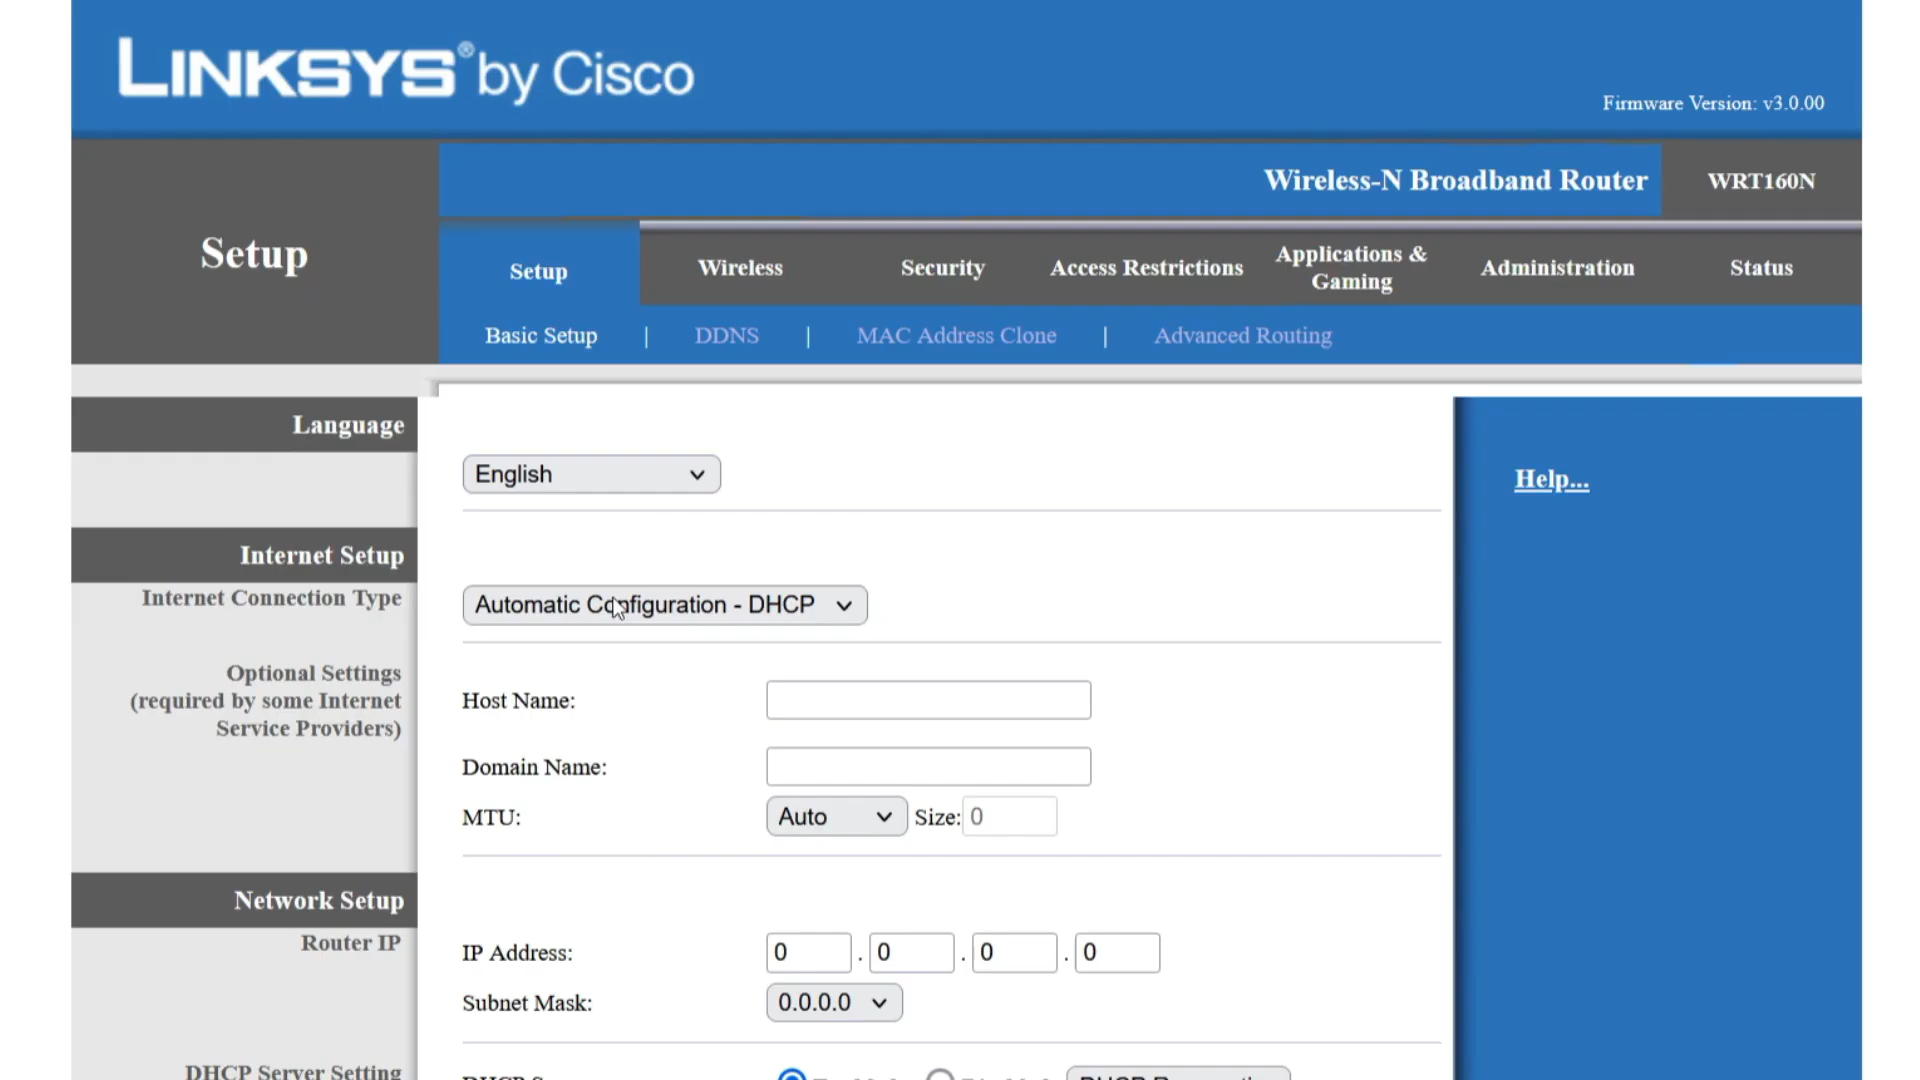 LINKSYS® by Cisco
Firmware Version: v3.0.00
Wireless-N Broadband Router
WRT160N
Setup
Setup
Wireless
Security
Access Restrictions
Applications &
Gaming
Administration
Status
Basic Setup | DDNS | MAC Address Clone | Advanced Routing
Language
English
Help...
Internet Setup
Internet Connection Type
Automatic Configuration - DHCP
Optional Settings
(required by some Internet
Service Providers)
Host Name:
Domain Name:
MTU:
Auto
Size:
0
Network Setup
Router IP
IP Address:
0 . 0 . 0 . 0
Subnet Mask:
0.0.0.0
DHCP Server Setting